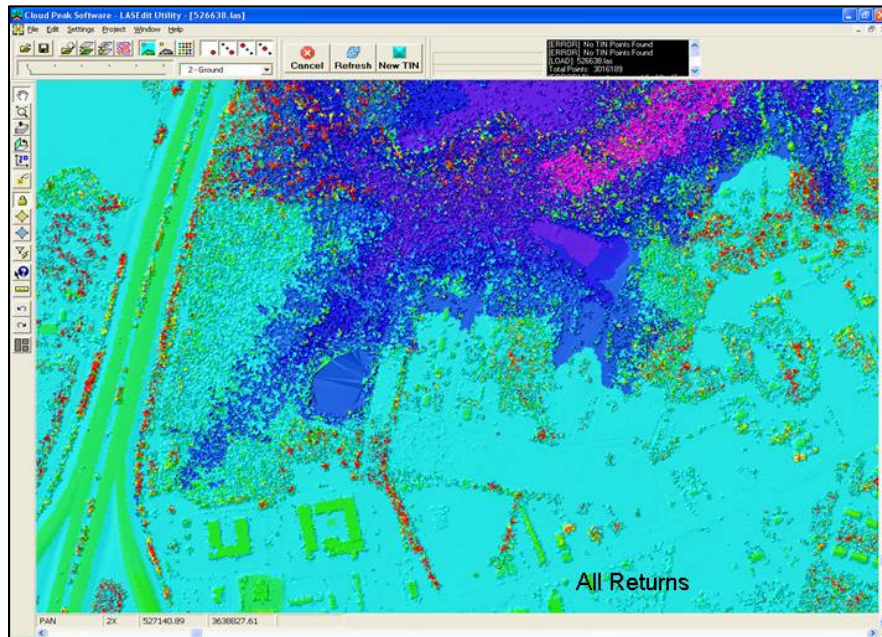 Cloud Peak Software - LASEdit Utility - [526638.las]
File Edit Settings Project Window Help
2 - Ground
Cancel Refresh New TIN
[ERROR] No TIN Points Found
[ERROR] No TIN Points Found
[LOAD] 526638.las
Total Points 3016189
All Returns
PAN 2X 527140.89 3638827.61